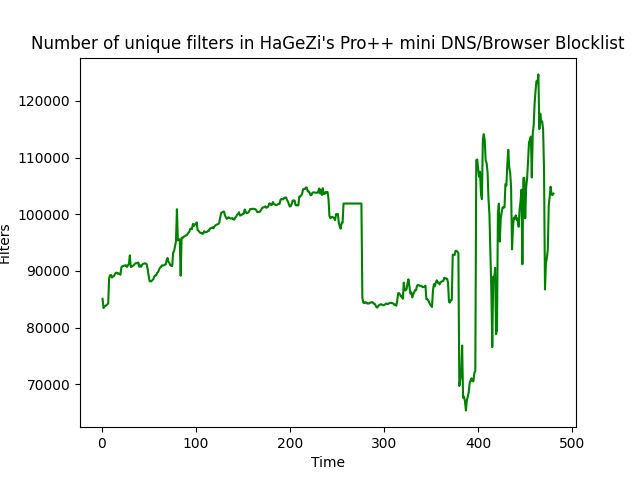 Number of unique filters in HaGeZi's Pro++ mini DNS/Browser Blocklist
120000
110000
100000
90000
80000
70000
Filters
0 100 200 300 400 500
Time